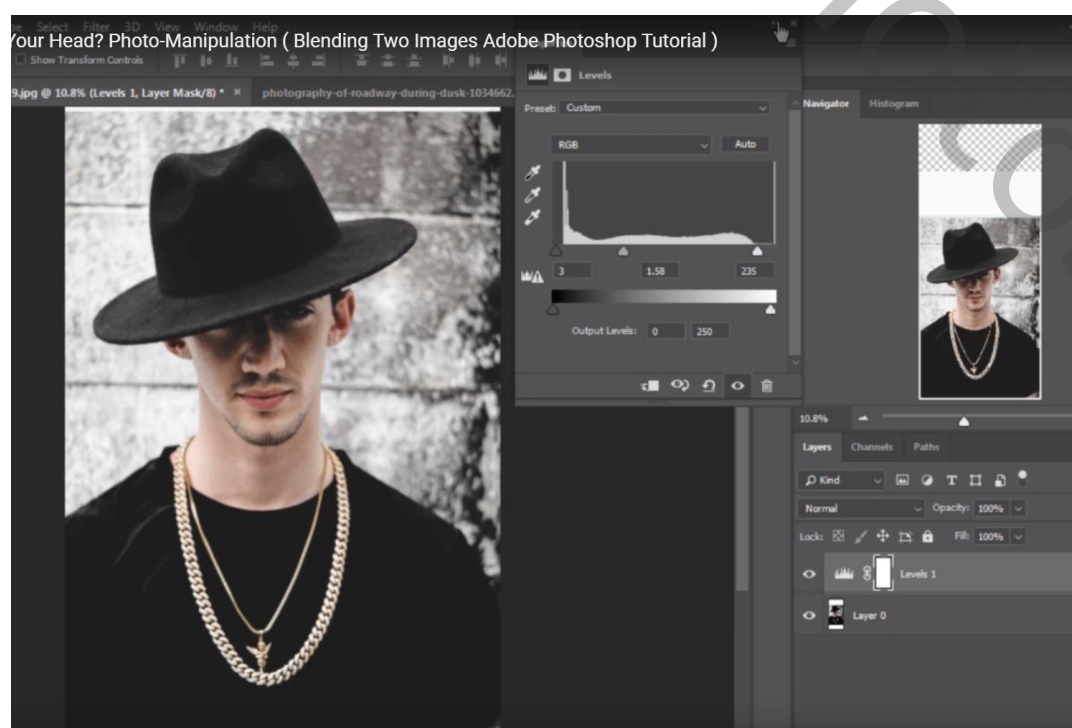 Select Filter 3D View Window Help
Your Head? Photo-Manipulation ( Blending Two Images Adobe Photoshop Tutorial )
Show Transform Controls
9.jpg @ 10.8% (Levels 1, Layer Mask/8) * ×
photography-of-roadway-during-dusk-1034662.
Levels
Preset: Custom
RGB
Auto
3 1.58 235
Output Levels: 0 250
Navigator Histogram
10.8%
Layers Channels Paths
Kind
Normal
Opacity: 100%
Lock:
Fill: 100%
Levels 1
Layer 0